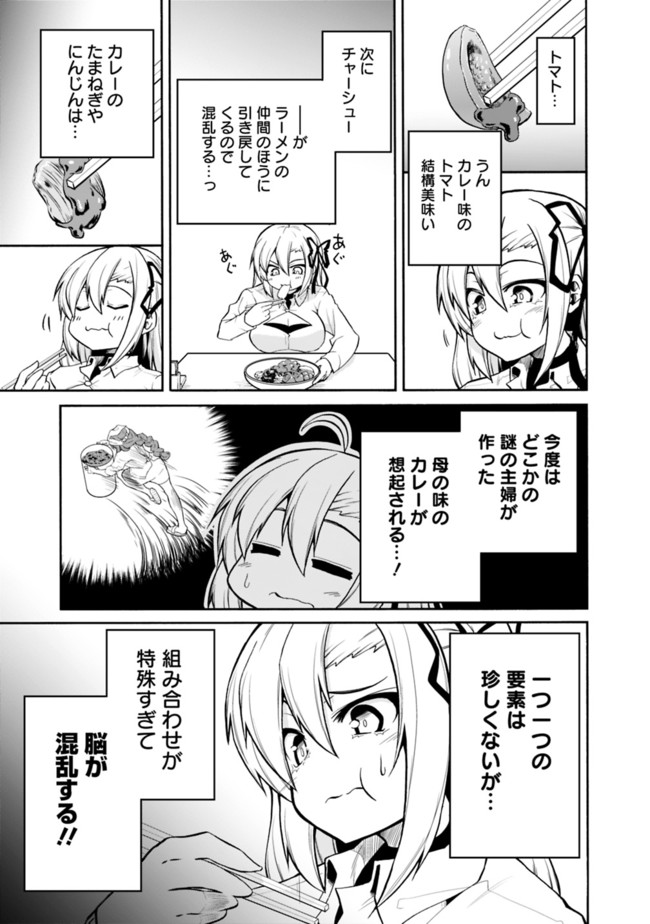 トマト…
うん
カレー味の
トマト
結構美味い
次に
チャーシュー
――が
ラーメンの
仲間のほうに
引き戻して
くるので
混乱する…っ
あぐ
あぐ
カレーの
たまねぎや
にんじんは…
今度は
どこかの
謎の主婦が
作った
母の味の
カレーが
想起される…！
一つ一つの
要素は
珍しくないが…
組み合わせが
特殊すぎて
脳が
混乱する!!